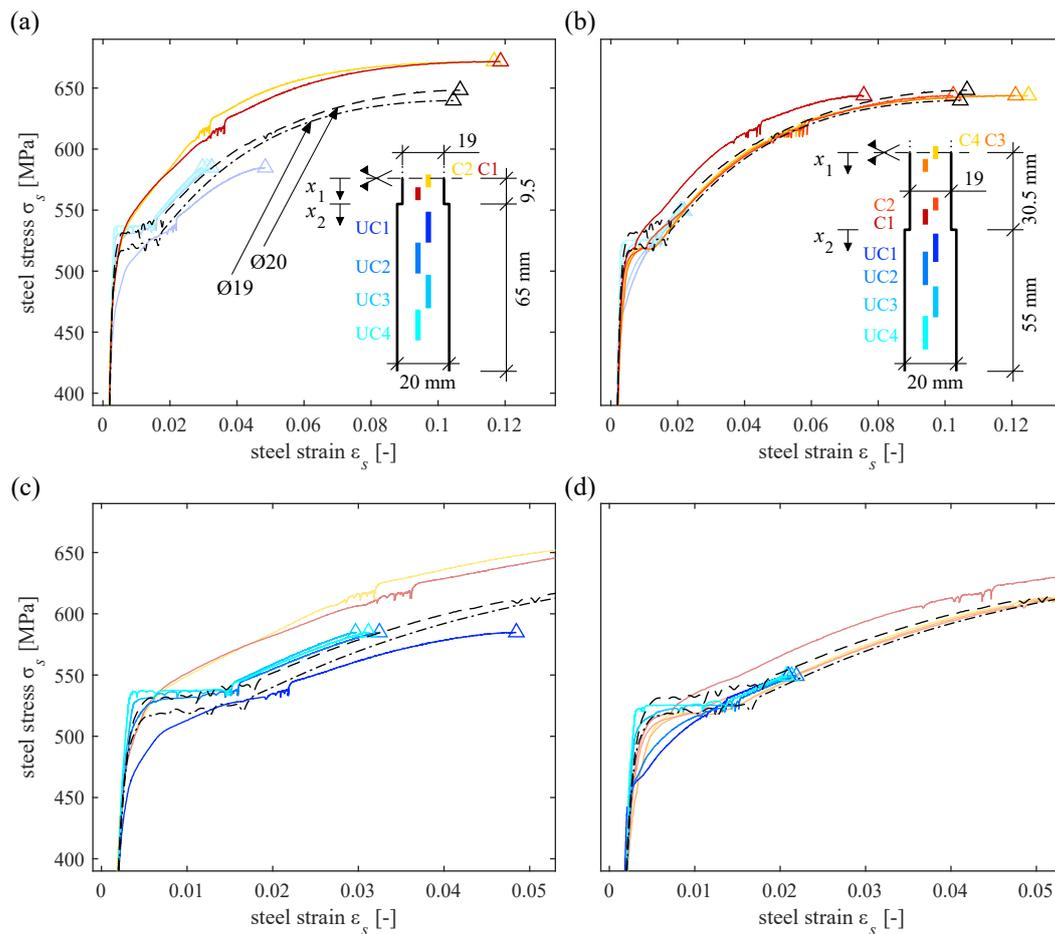 (a)
650
600
550
500
450
400
steel stress σs [MPa]
0 0.02 0.04 0.06 0.08 0.1 0.12
steel strain εs [-]
Ø19
Ø20
19
C2 C1
x1
x2
9.5
UC1
UC2
UC3
UC4
65 mm
20 mm
(b)
0 0.02 0.04 0.06 0.08 0.1 0.12
steel strain εs [-]
C4 C3
x1
19
30.5 mm
C2
C1
x2
UC1
UC2
UC3
UC4
55 mm
20 mm
(c)
650
600
550
500
450
400
steel stress σs [MPa]
0 0.01 0.02 0.03 0.04 0.05
steel strain εs [-]
(d)
0 0.01 0.02 0.03 0.04 0.05
steel strain εs [-]